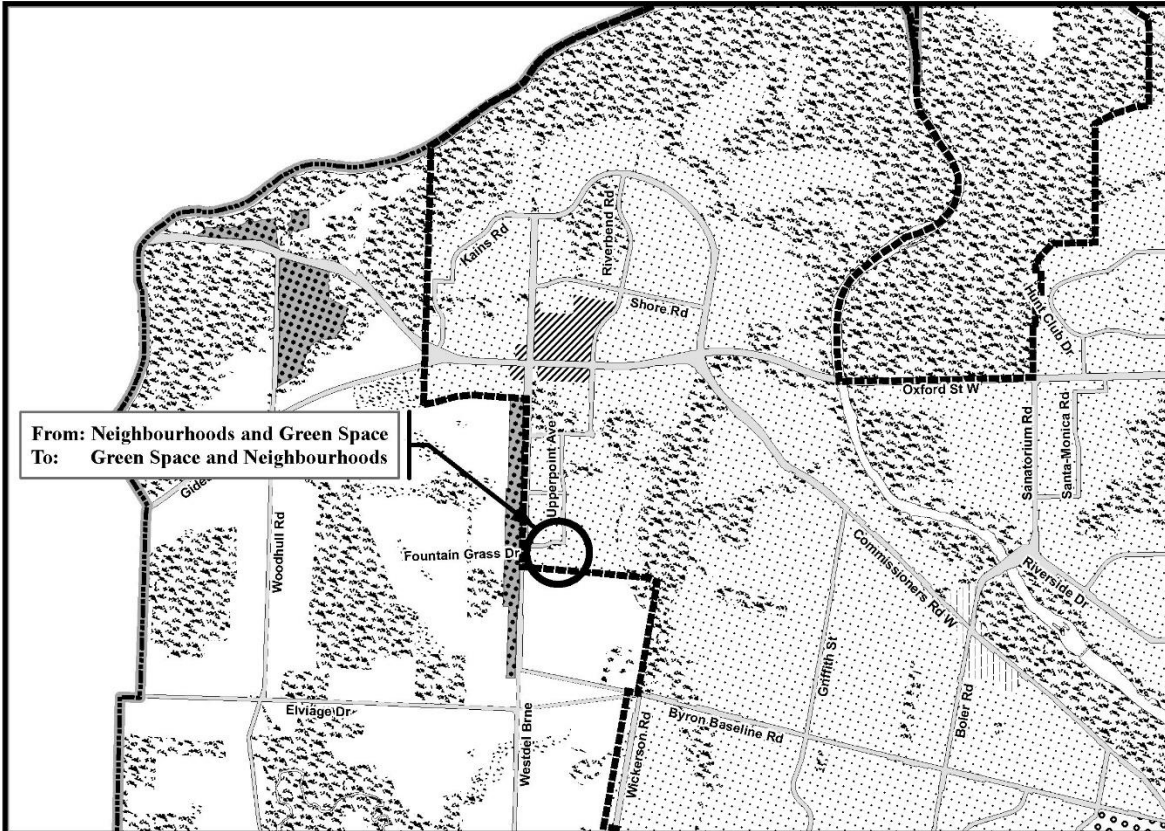 Kains Rd
Riverbend Rd
Shore Rd
Hunt Club Dr
Oxford St W
From: Neighbourhoods and Green Space
To: Green Space and Neighbourhoods
Upperpoint Ave
Sanatorium Rd
Santa-Monica Rd
Woodhull Rd
Fountain Grass Dr
Commissioners Rd W
Riverside Dr
Griffith St
Boler Rd
Elviage Dr
Westdel Brne
Wickerson Rd
Byron Baseline Rd